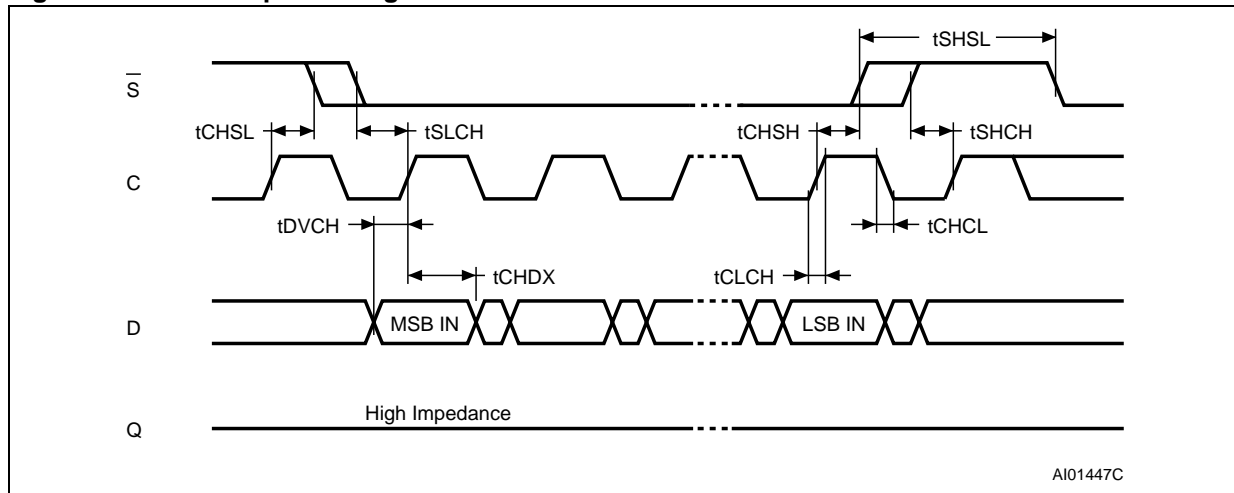 tSHSL
S
tCHSL
tSLCH
tCHSH
tSHCH
C
tDVCH
tCHCL
tCHDX
tCLCH
D
MSB IN
LSB IN
High Impedance
Q
AI01447C